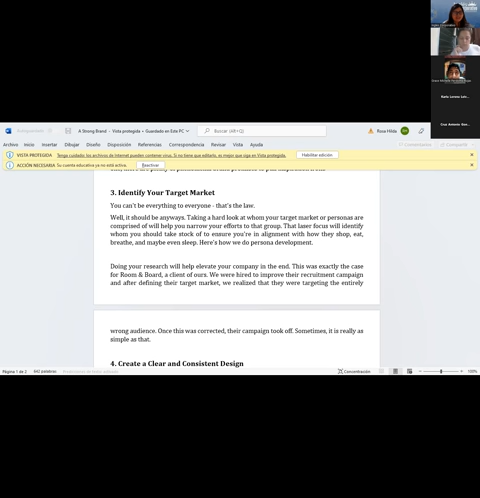 A Strong Brand - Vista protegida • Guardado en Este PC
Buscar (Alt+Q)
Rosa Hilda
Archivo Inicio Insertar Dibujar Diseño Disposición Referencias Correspondencia Revisar Vista Ayuda
VISTA PROTEGIDA Tenga cuidado: los archivos de Internet pueden contener virus. Si no tiene que editarlo, es mejor que siga en Vista protegida. Habilitar edición
ACCIÓN NECESARIA Su cuenta educativa ya no está activa. Reactivar
3. Identify Your Target Market
You can't be everything to everyone - that's the law.
Well, it should be anyways. Taking a hard look at whom your target market or personas are
comprised of will help you narrow your efforts to that group. That laser focus will identify
whom you should take stock of to ensure you're in alignment with how they shop, eat,
breathe, and maybe even sleep. Here's how we do persona development.
Doing your research will help elevate your company in the end. This was exactly the case
for Room & Board, a client of ours. We were hired to improve their recruitment campaign
and after defining their target market, we realized that they were targeting the entirely
wrong audience. Once this was corrected, their campaign took off. Sometimes, it is really as
simple as that.
4. Create a Clear and Consistent Design
Página 1 de 2 442 palabras Concentración 100%